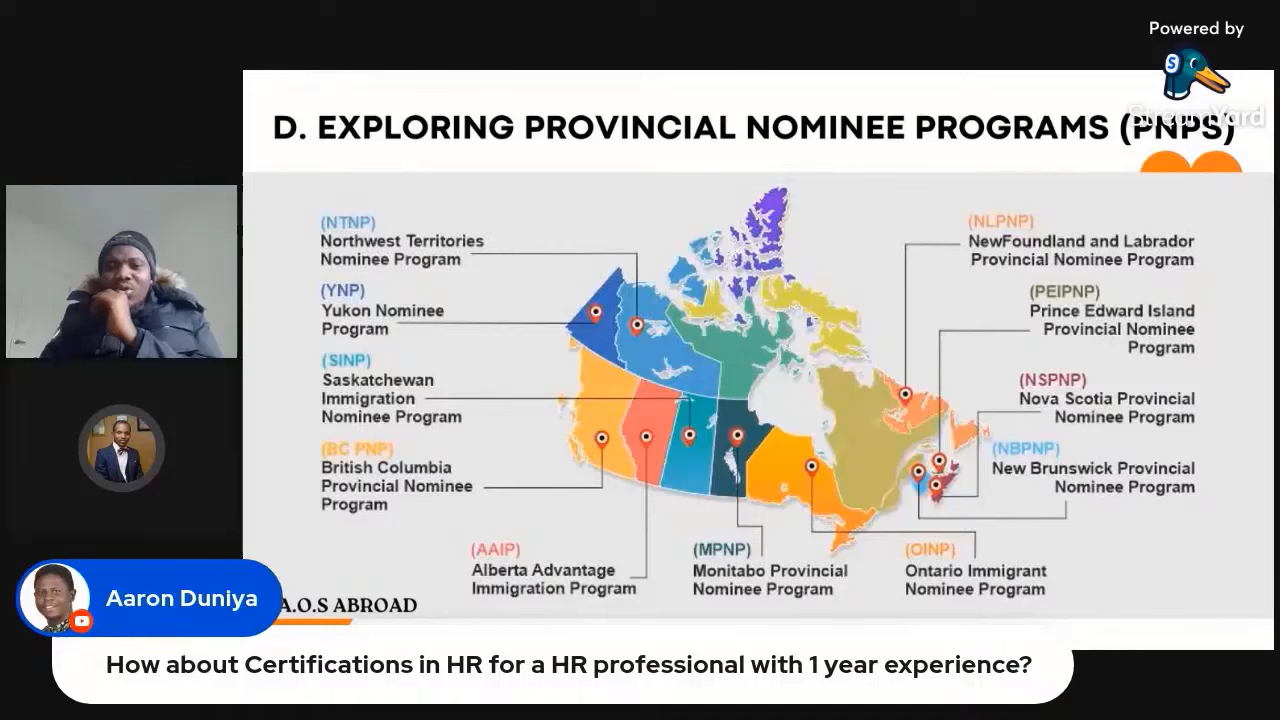 Powered by
StreamYard
D. EXPLORING PROVINCIAL NOMINEE PROGRAMS (PNPS)
(NTNP)
Northwest Territories
Nominee Program
(YNP)
Yukon Nominee
Program
(SINP)
Saskatchewan
Immigration
Nominee Program
(BC PNP)
British Columbia
Provincial Nominee
Program
(AAIP)
Alberta Advantage
Immigration Program
(MPNP)
Monitabo Provincial
Nominee Program
(OINP)
Ontario Immigrant
Nominee Program
(NLPNP)
NewFoundland and Labrador
Provincial Nominee Program
(PEIPNP)
Prince Edward Island
Provincial Nominee
Program
(NSPNP)
Nova Scotia Provincial
Nominee Program
(NBPNP)
New Brunswick Provincial
Nominee Program
A.O.S ABROAD
Aaron Duniya
How about Certifications in HR for a HR professional with 1 year experience?